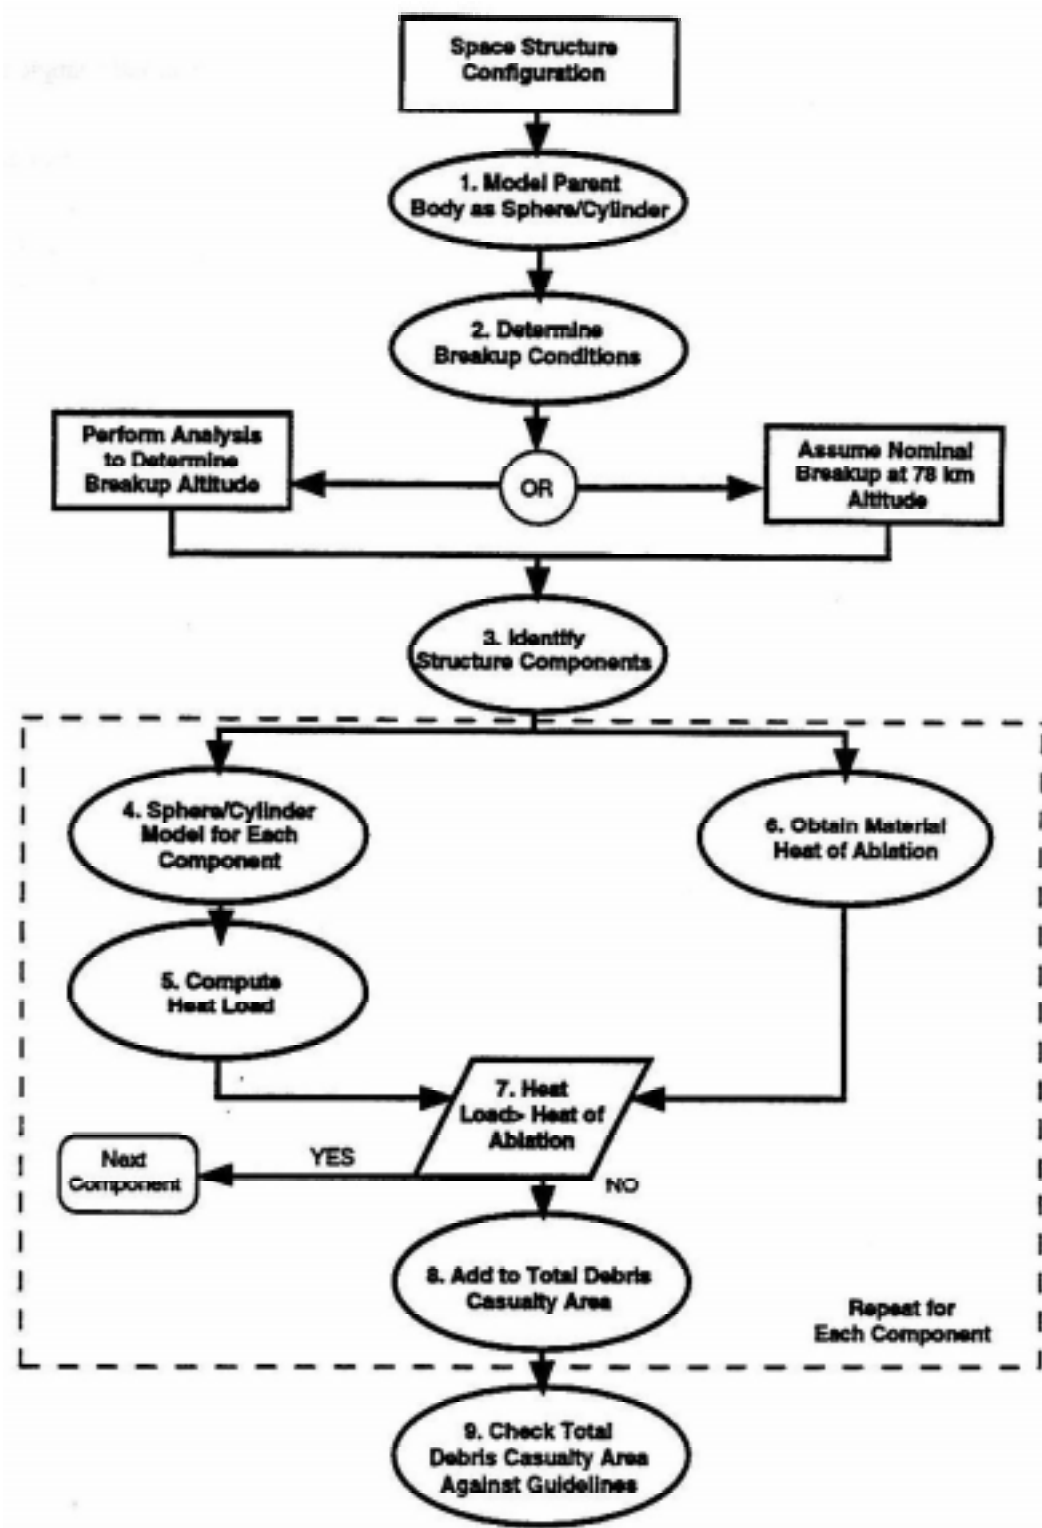 Space Structure
Configuration
1. Model Parent
Body as Sphere/Cylinder
2. Determine
Breakup Conditions
Perform Analysis
to Determine
Breakup Altitude
OR
Assume Nominal
Breakup at 78 km
Altitude
3. Identify
Structure Components
4. Sphere/Cylinder
Model for Each
Component
6. Obtain Material
Heat of Ablation
5. Compute
Heat Load
7. Heat
Load> Heat of
Ablation
YES
Next
Component
NO
8. Add to Total Debris
Casualty Area
Repeat for
Each Component
9. Check Total
Debris Casualty Area
Against Guidelines